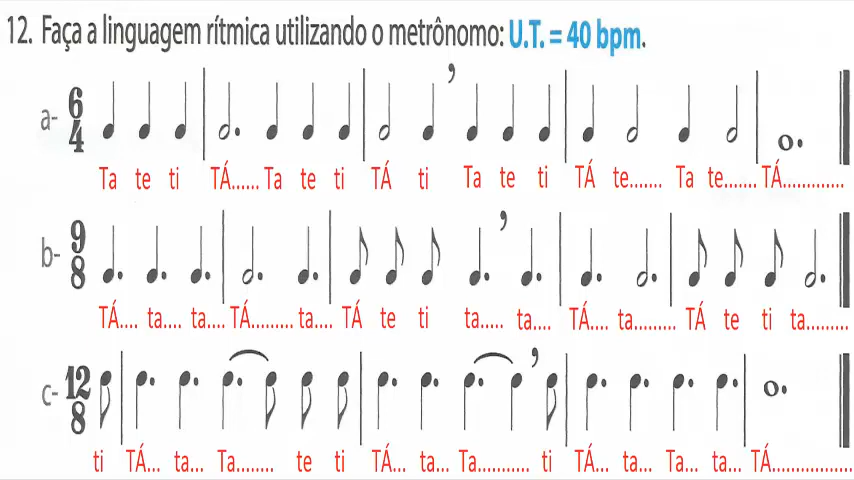 12. Faça a linguagem rítmica utilizando o metrônomo: U.T. = 40 bpm.
a- 6 4
Ta te ti TÁ...... Ta te ti TÁ ti Ta te ti TÁ te....... Ta te....... TÁ.............
b- 9 8
TÁ.... ta.... ta.... TÁ......... ta.... TÁ te ti ta..... ta.... TÁ.... ta......... TÁ te ti ta.........
c- 12 8
ti TÁ... ta... Ta........ te ti TÁ... ta... Ta........... ti TÁ... ta... Ta... ta... TÁ.................